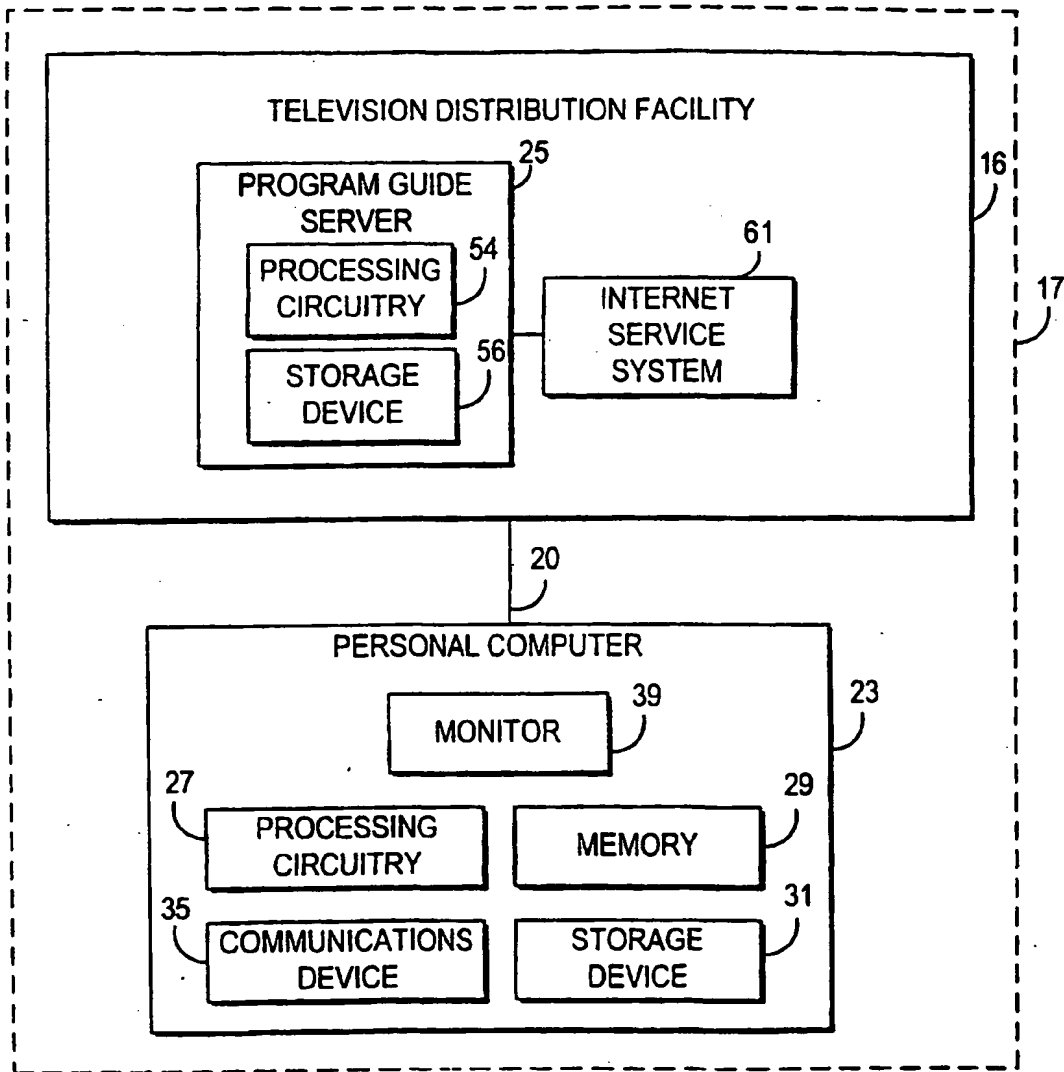 TELEVISION DISTRIBUTION FACILITY
25
PROGRAM GUIDE
SERVER
16
54
PROCESSING
CIRCUITRY
61
INTERNET
SERVICE
SYSTEM
17
56
STORAGE
DEVICE
20
PERSONAL COMPUTER
39
MONITOR
23
27
PROCESSING
CIRCUITRY
29
MEMORY
35
COMMUNICATIONS
DEVICE
31
STORAGE
DEVICE